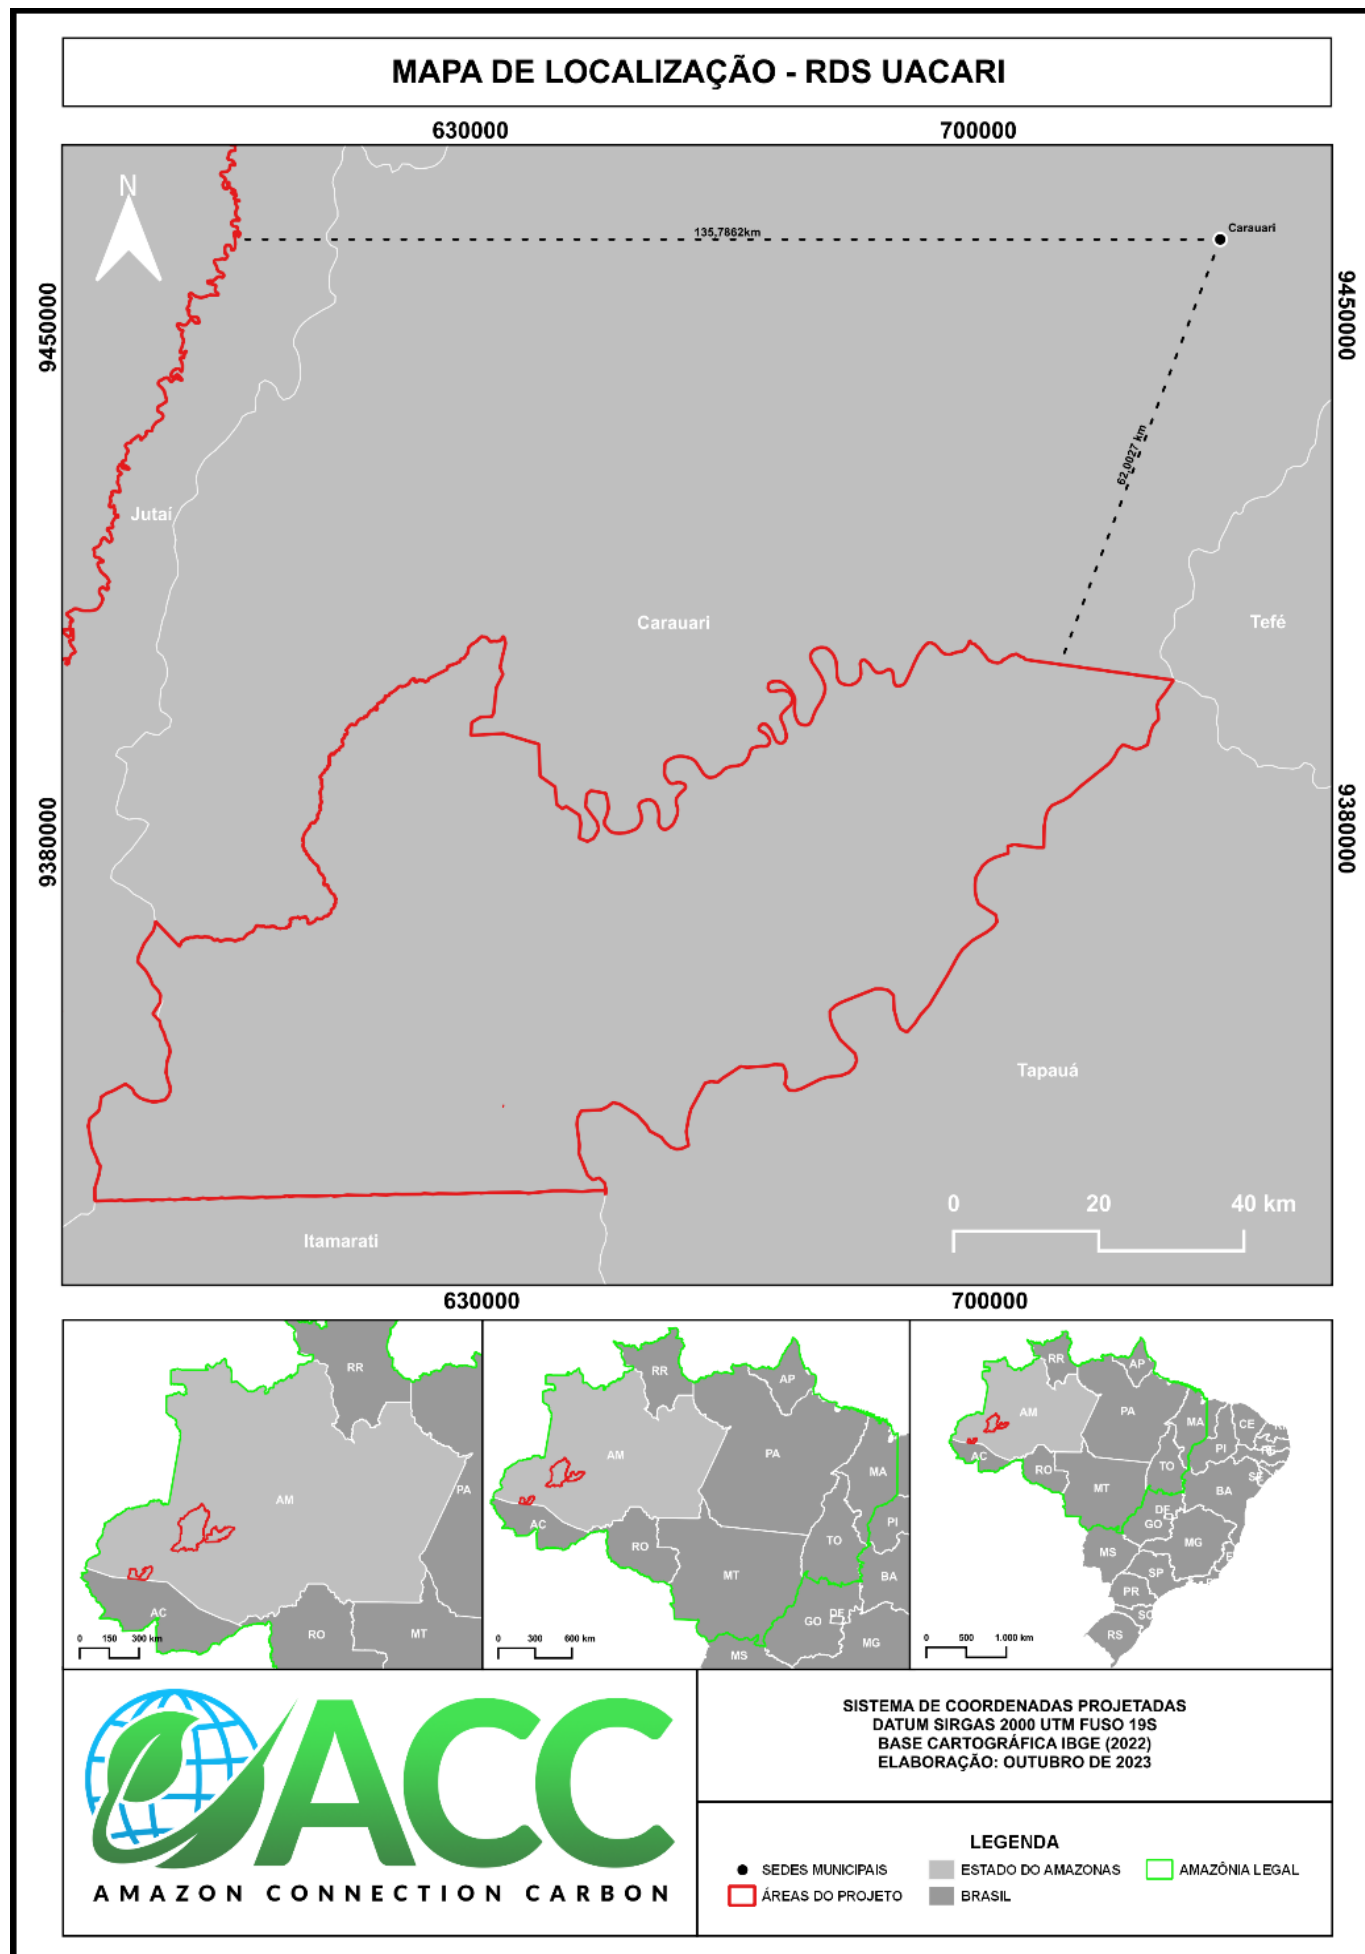 MAPA DE LOCALIZAÇÃO - RDS UACARI
630000 700000
N
135,7862km
Carauari
9450000
9450000
62,0027 km
Jutaí
Carauari
Tefé
9380000
9380000
Tapauá
0 20 40 km
Itamarati
630000 700000
RR
AM
PA
AC
RO
MT
0 150 300 km
RR
AP
AM
PA
MA
PI
AC
RO
TO
MT
BA
GO
DF
MG
MS
0 300 600 km
RR
AP
AM
PA
MA
CE
PI
AC
RO
TO
MT
SE
BA
DF
GO
MG
MS
SP
PR
SC
RS
0 500 1.000 km
ACC
AMAZON CONNECTION CARBON
SISTEMA DE COORDENADAS PROJETADAS
DATUM SIRGAS 2000 UTM FUSO 19S
BASE CARTOGRÁFICA IBGE (2022)
ELABORAÇÃO: OUTUBRO DE 2023
LEGENDA
SEDES MUNICIPAIS
ESTADO DO AMAZONAS
AMAZÔNIA LEGAL
ÁREAS DO PROJETO
BRASIL